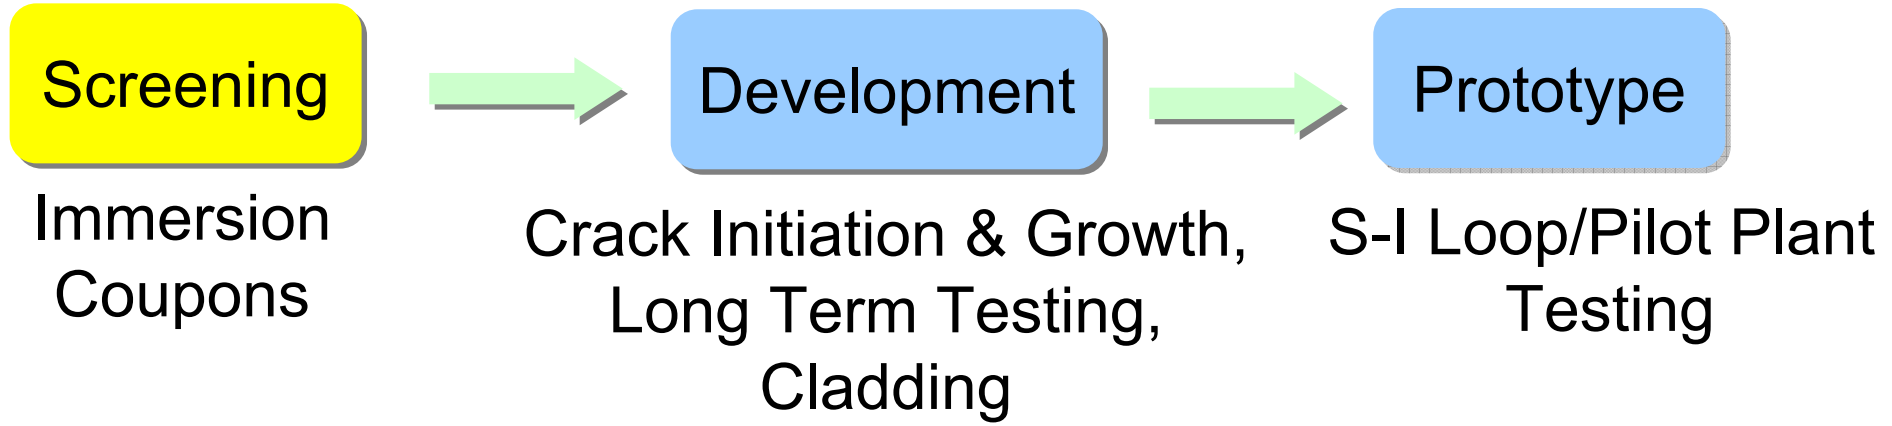 Screening
Immersion
Coupons
Development
Crack Initiation & Growth,
Long Term Testing,
Cladding
Prototype
S-I Loop/Pilot Plant
Testing